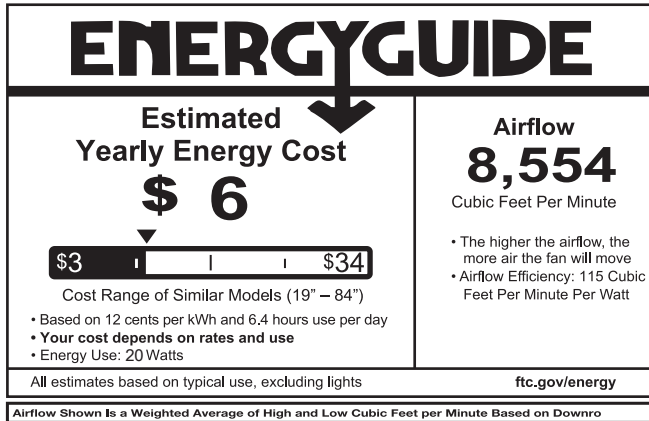 ENERGYGUIDE
Estimated
Yearly Energy Cost
$ 6
$3 $34
Cost Range of Similar Models (19" – 84")
• Based on 12 cents per kWh and 6.4 hours use per day
• Your cost depends on rates and use
• Energy Use: 20 Watts
Airflow
8,554
Cubic Feet Per Minute
• The higher the airflow, the
more air the fan will move
• Airflow Efficiency: 115 Cubic
Feet Per Minute Per Watt
All estimates based on typical use, excluding lights
ftc.gov/energy
Airflow Shown Is a Weighted Average of High and Low Cubic Feet per Minute Based on Downro